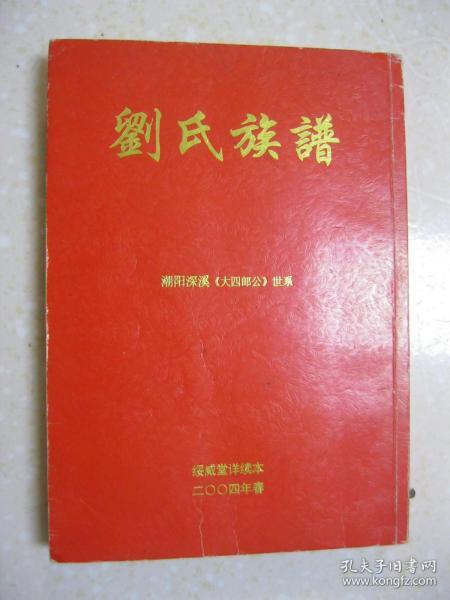 劉氏族譜
潮阳深溪《大四郎公》世系
绥威堂详续本
二〇〇四年春
孔夫子旧书网
www.kongfz.com